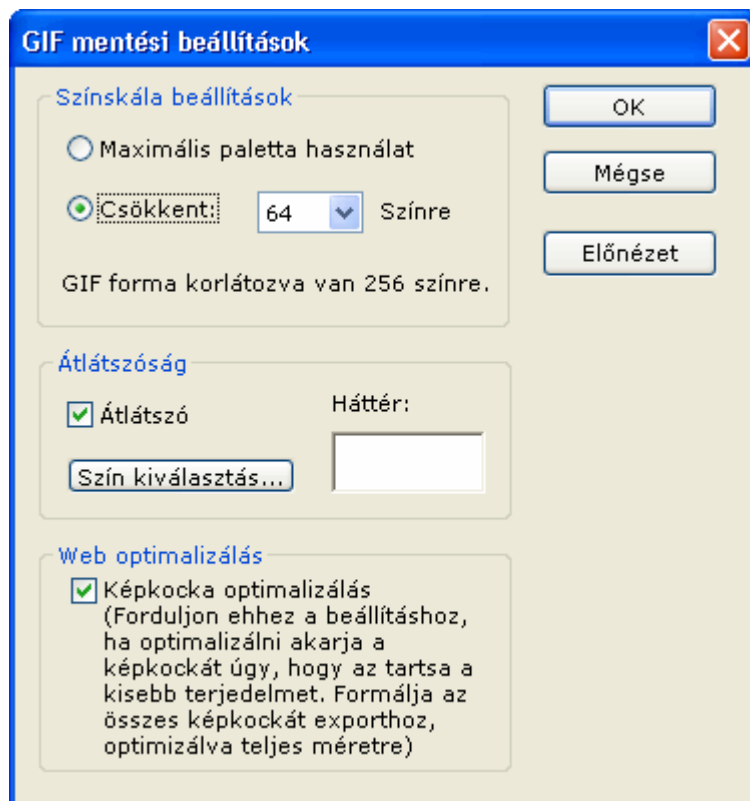 GIF mentési beállítások
Színskála beállítások
Maximális paletta használat
Csökkent: 64 Színre
GIF forma korlátozva van 256 színre.
OK
Mégse
Előnézet
Átlátszóság
Átlátszó
Háttér:
Szín kiválasztás...
Web optimalizálás
Képkocka optimalizálás
(Forduljon ehhez a beállításhoz,
ha optimalizálni akarja a
képkockát úgy, hogy az tartsa a
kisebb terjedelmet. Formálja az
összes képkockát exporthoz,
optimizálva teljes méretre)